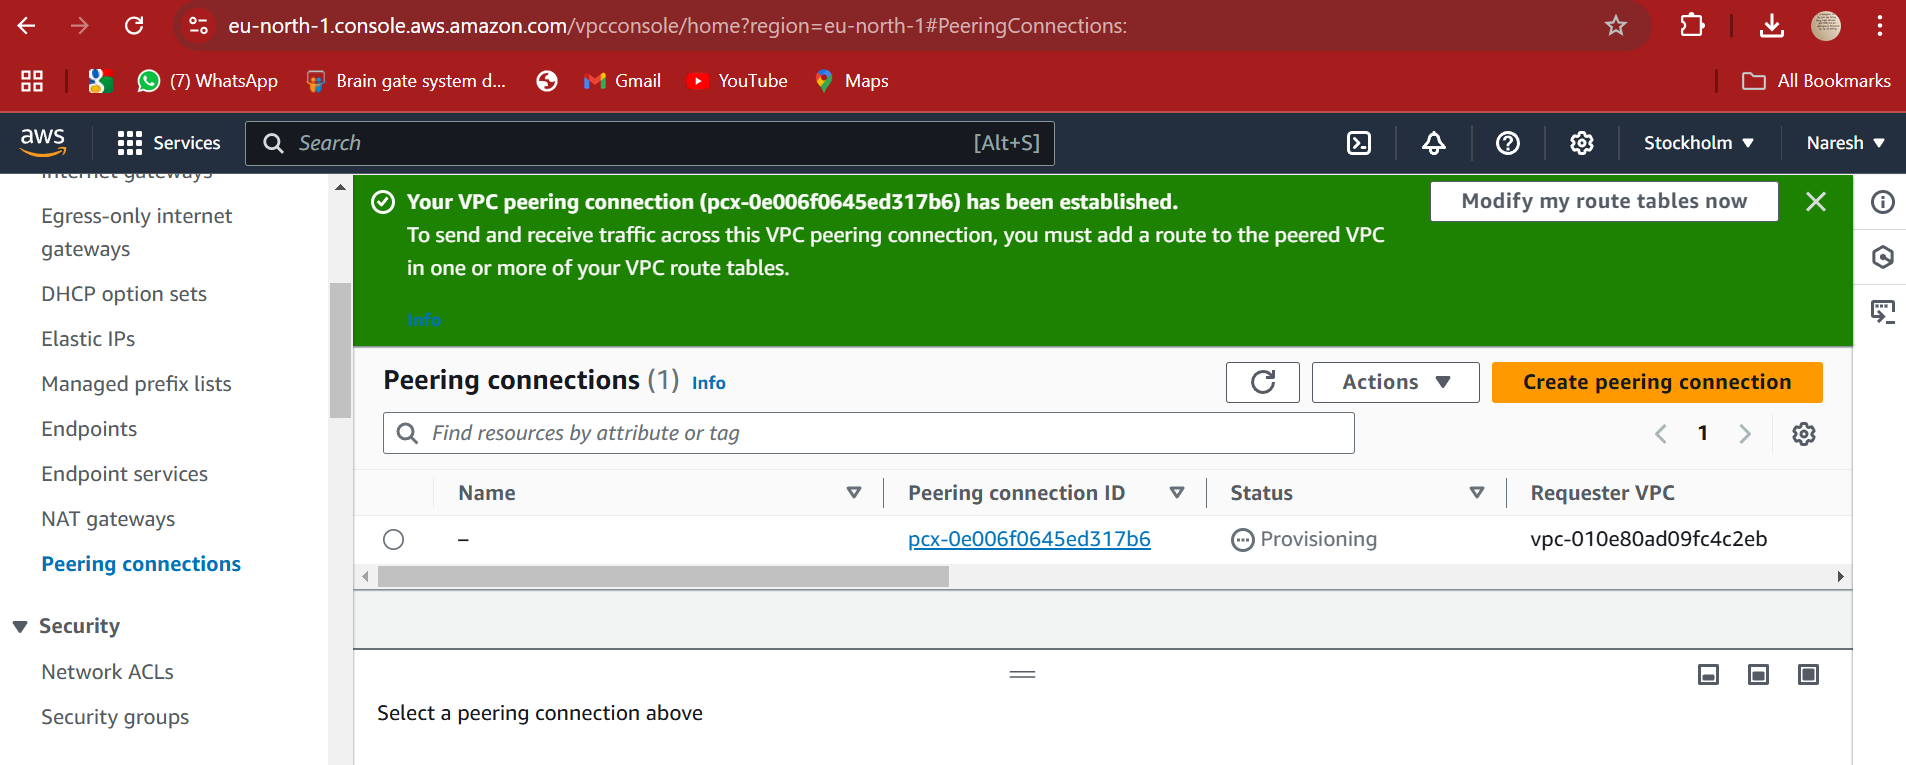 eu-north-1.console.aws.amazon.com/vpcconsole/home?region=eu-north-1#PeeringConnections:
(7) WhatsApp
Brain gate system d...
Gmail
YouTube
Maps
All Bookmarks
aws
Services
Search
[Alt+S]
Stockholm
Naresh
Internet gateways
Egress-only internet
gateways
DHCP option sets
Elastic IPs
Managed prefix lists
Endpoints
Endpoint services
NAT gateways
Peering connections
Security
Network ACLs
Security groups
Your VPC peering connection (pcx-0e006f0645ed317b6) has been established.
To send and receive traffic across this VPC peering connection, you must add a route to the peered VPC
in one or more of your VPC route tables.
Info
Modify my route tables now
Peering connections (1) Info
Actions
Create peering connection
Find resources by attribute or tag
1
Name
Peering connection ID
Status
Requester VPC
–
pcx-0e006f0645ed317b6
Provisioning
vpc-010e80ad09fc4c2eb
Select a peering connection above